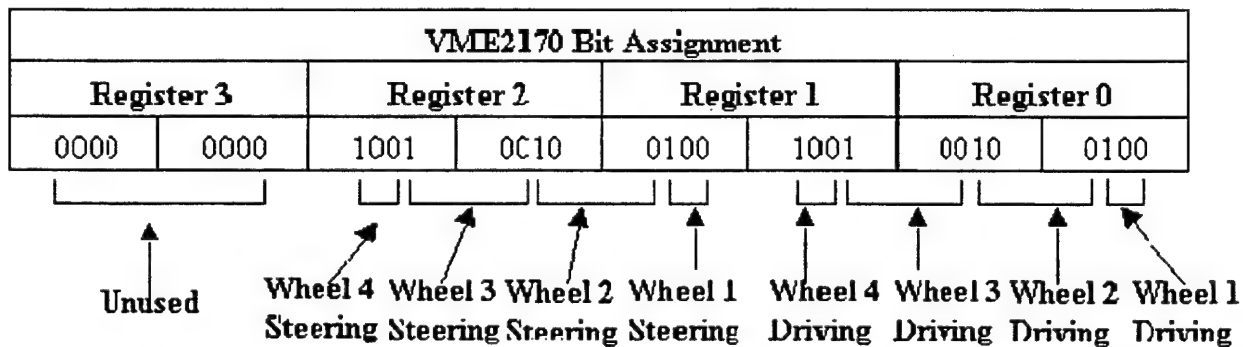 VME2170 Bit Assignment
Register 3 Register 2 Register 1 Register 0
0000 0000 1001 0010 0100 1001 0010 0100
Unused
Wheel 4 Wheel 3 Wheel 2 Wheel 1 Wheel 4 Wheel 3 Wheel 2 Wheel 1
Steering Steering Steering Steering Driving Driving Driving Driving